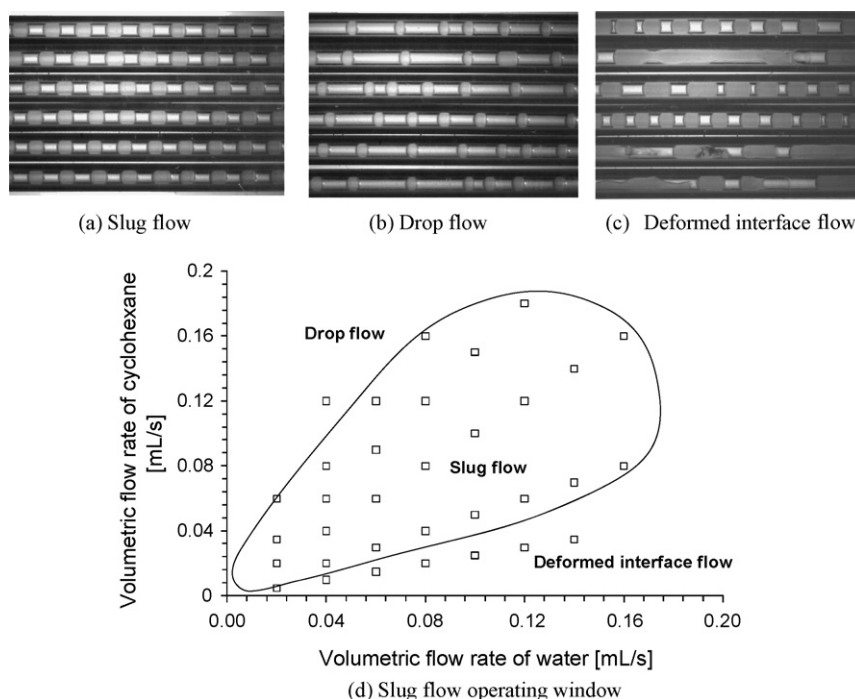 (a) Slug flow
(b) Drop flow
(c) Deformed interface flow
Volumetric flow rate of cyclohexane
[mL/s]
0.2
0.16
0.12
0.08
0.04
0
Drop flow
Slug flow
Deformed interface flow
0.00 0.04 0.08 0.12 0.16 0.20
Volumetric flow rate of water [mL/s]
(d) Slug flow operating window